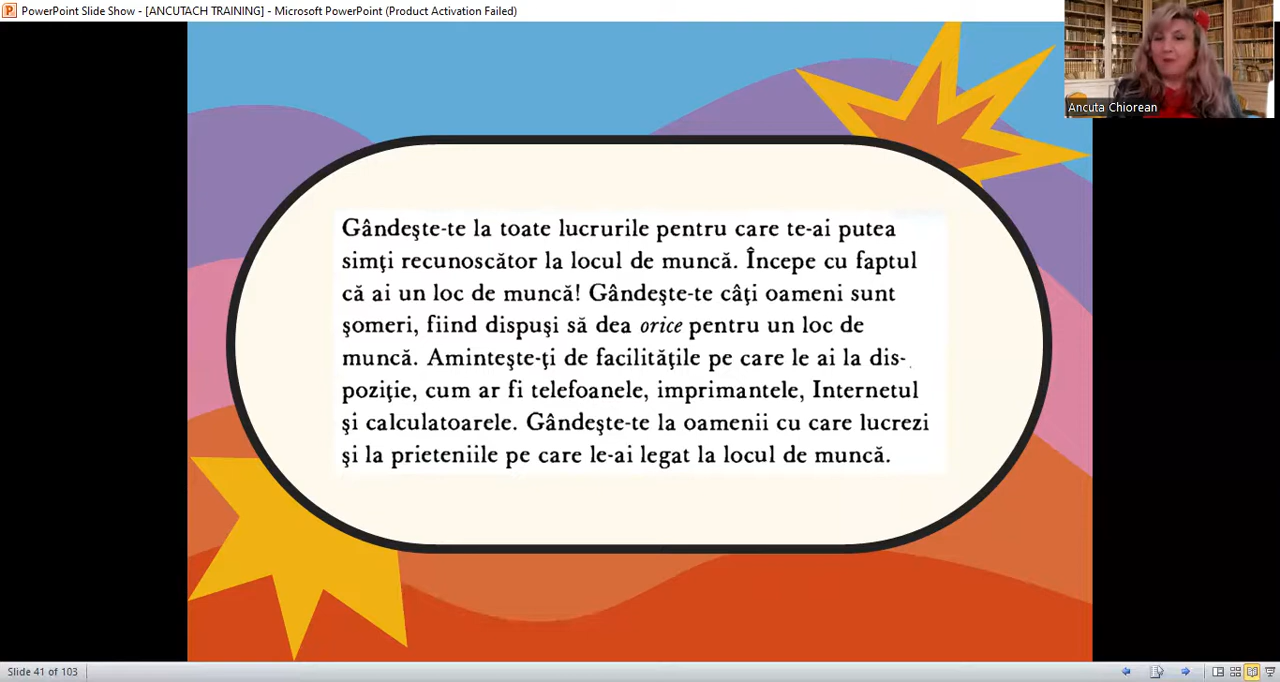 PowerPoint Slide Show - [ANCUTACH TRAINING] - Microsoft PowerPoint (Product Activation Failed)
Ancuta Chiorean
Gândeşte-te la toate lucrurile pentru care te-ai putea
simţi recunoscător la locul de muncă. Începe cu faptul
că ai un loc de muncă! Gândeşte-te câţi oameni sunt
şomeri, fiind dispuşi să dea orice pentru un loc de
muncă. Aminteşte-ţi de facilităţile pe care le ai la dis-
poziţie, cum ar fi telefoanele, imprimantele, Internetul
şi calculatoarele. Gândeşte-te la oamenii cu care lucrezi
şi la prieteniile pe care le-ai legat la locul de muncă.
Slide 41 of 103